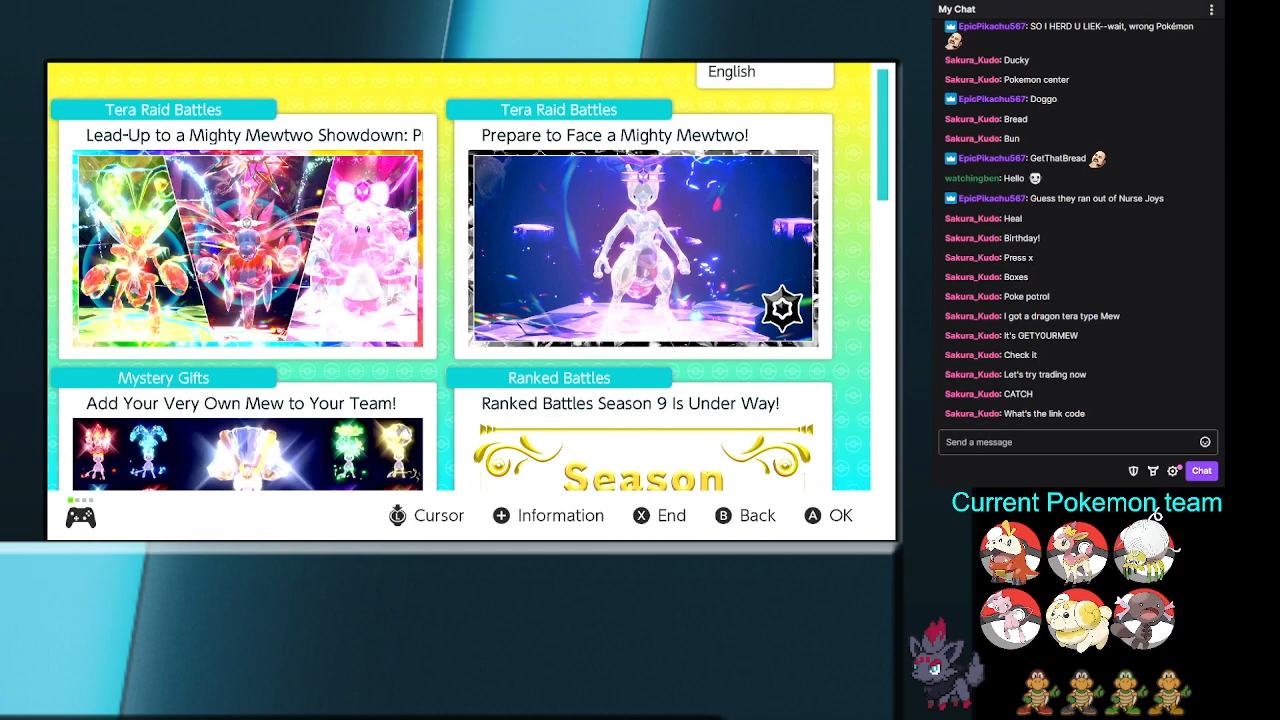 English
Tera Raid Battles
Lead-Up to a Mighty Mewtwo Showdown:
Tera Raid Battles
Prepare to Face a Mighty Mewtwo!
Mystery Gifts
Add Your Very Own Mew to Your Team!
Ranked Battles
Ranked Battles Season 9 Is Under Way!
Season
L Cursor
+ Information
X End
B Back
A OK
My Chat
EpicPikachu567: SO I HERD U LIEK--wait, wrong Pokémon
Sakura_Kudo: Ducky
Sakura_Kudo: Pokemon center
EpicPikachu567: Doggo
Sakura_Kudo: Bread
Sakura_Kudo: Bun
EpicPikachu567: GetThatBread
watchingben: Hello
EpicPikachu567: Guess they ran out of Nurse Joys
Sakura_Kudo: Heal
Sakura_Kudo: Birthday!
Sakura_Kudo: Press x
Sakura_Kudo: Boxes
Sakura_Kudo: Poke potrol
Sakura_Kudo: I got a dragon tera type Mew
Sakura_Kudo: It's GETY0URMEW
Sakura_Kudo: Check it
Sakura_Kudo: Let's try trading now
Sakura_Kudo: CATCH
Sakura_Kudo: What's the link code
Send a message
Chat
Current Pokemon team